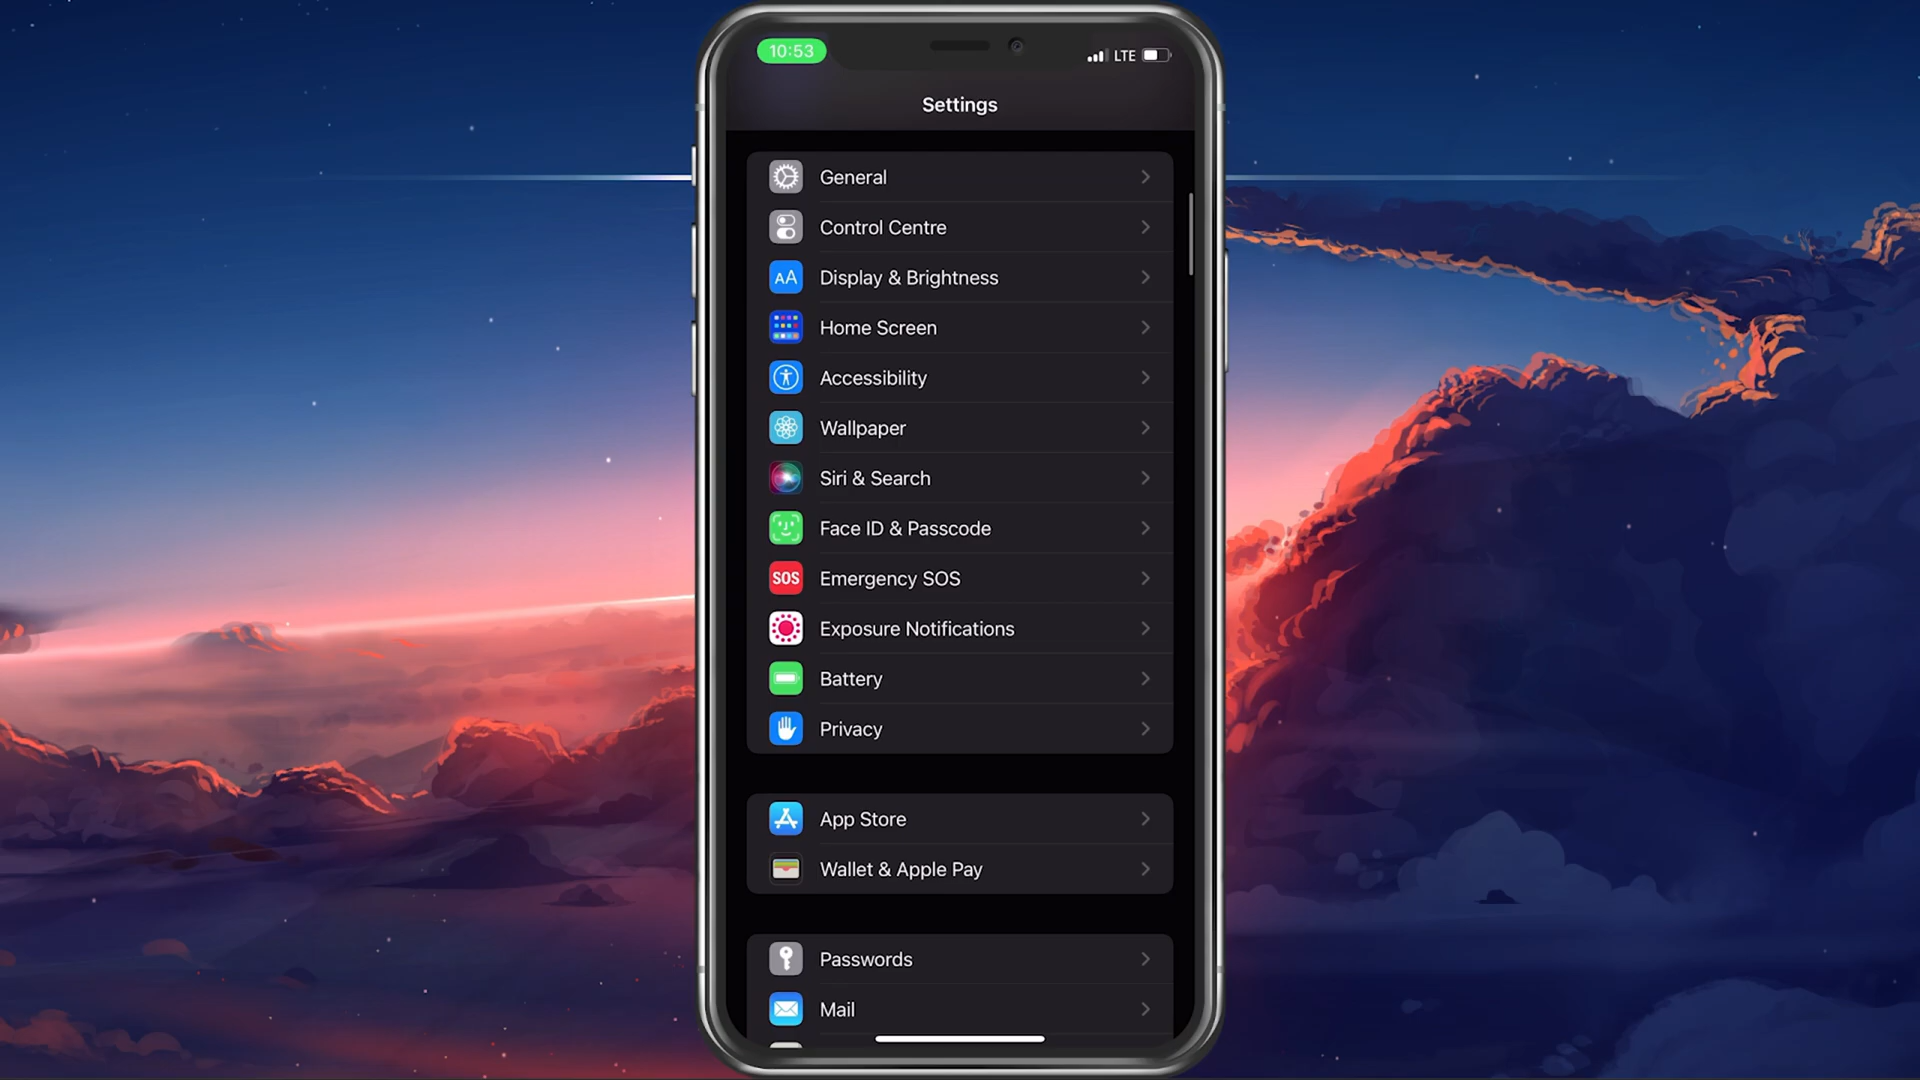 10:53
LTE
Settings
General
Control Centre
AA Display & Brightness
Home Screen
Accessibility
Wallpaper
Siri & Search
Face ID & Passcode
SOS Emergency SOS
Exposure Notifications
Battery
Privacy
App Store
Wallet & Apple Pay
Passwords
Mail